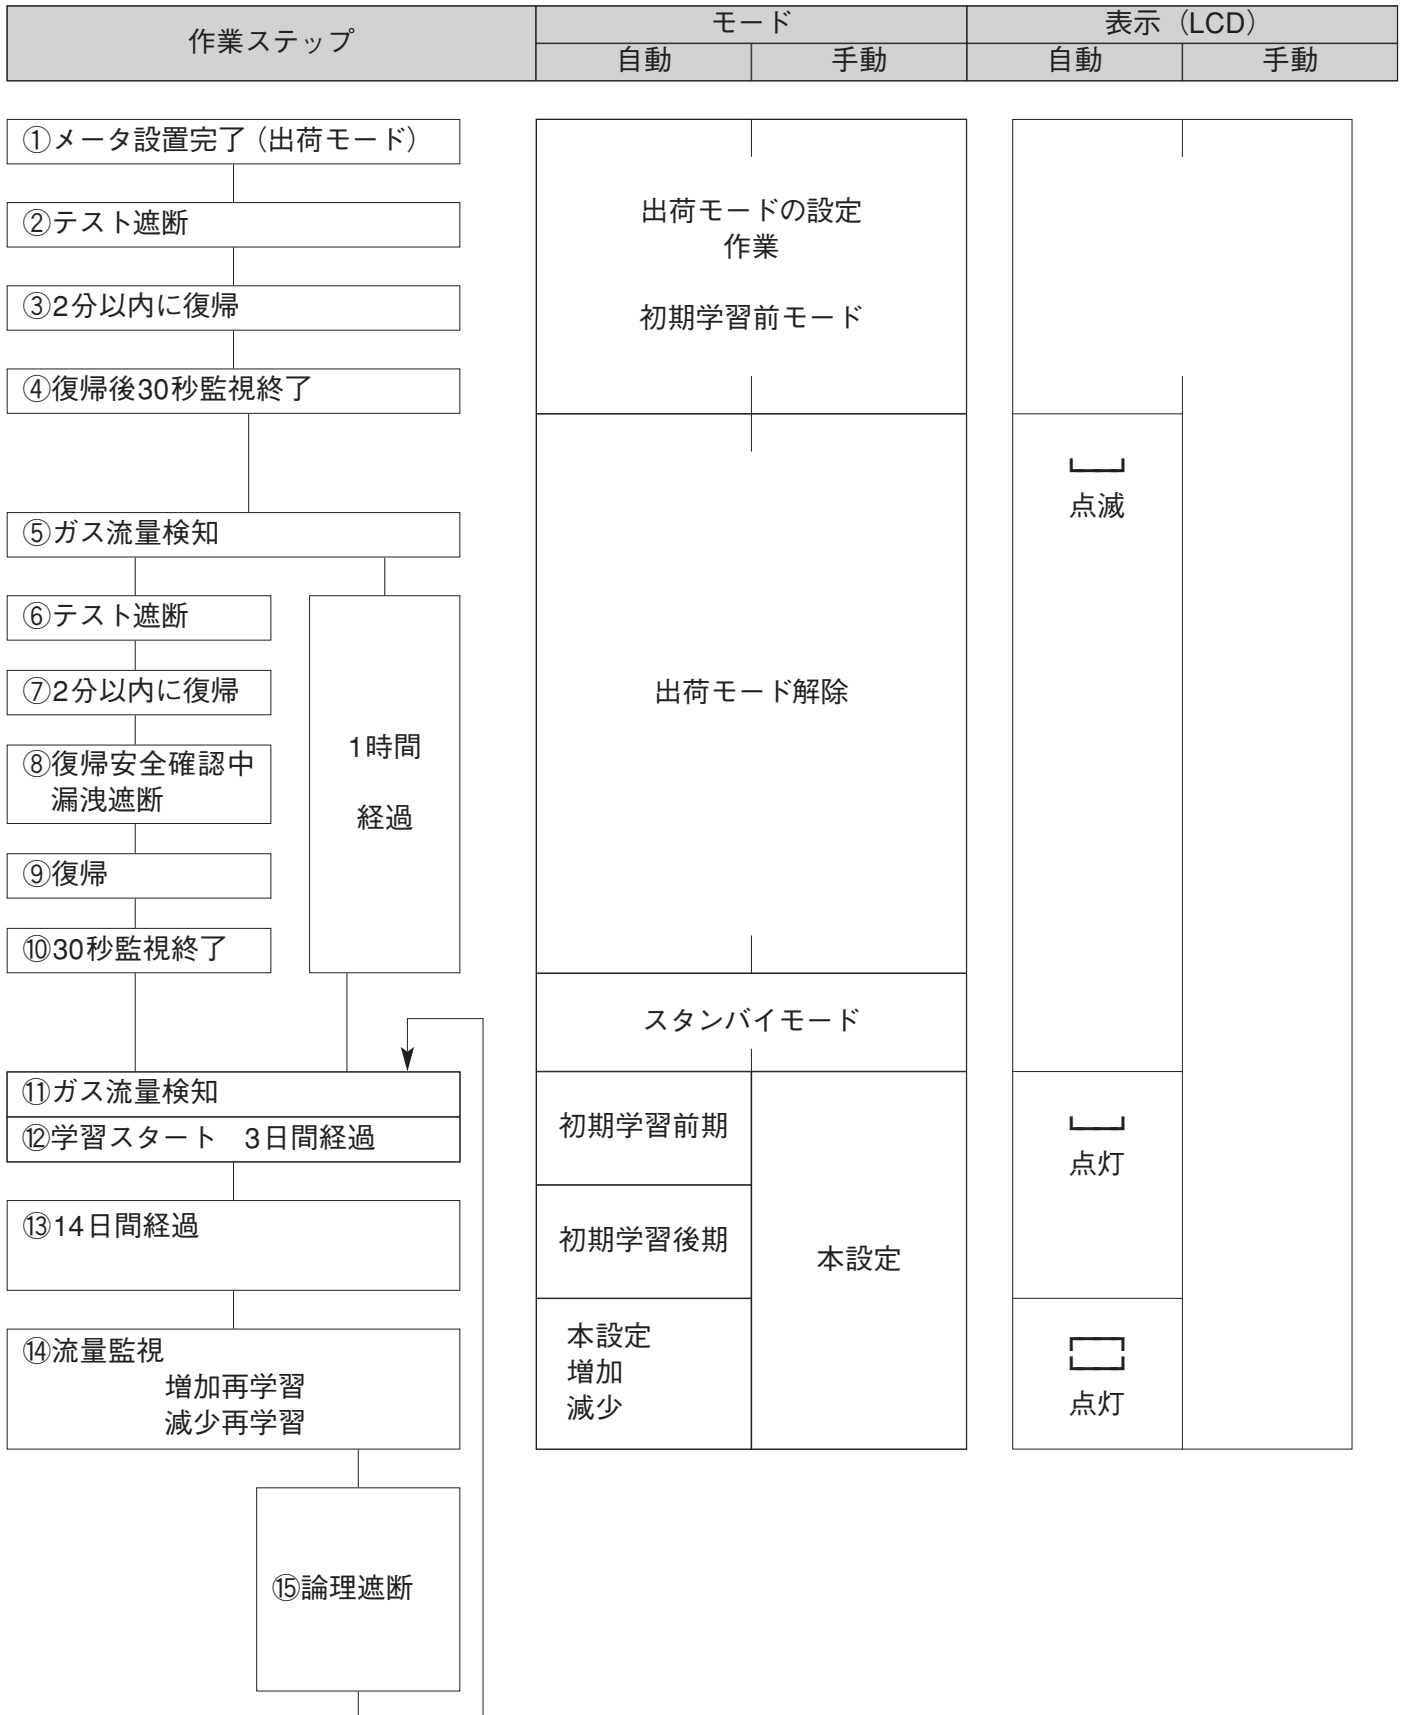 作業ステップ
モード
表示（LCD）
自動
手動
自動
手動
①メータ設置完了（出荷モード）
②テスト遮断
③2分以内に復帰
④復帰後30秒監視終了
⑤ガス流量検知
⑥テスト遮断
⑦2分以内に復帰
⑧復帰安全確認中
漏洩遮断
⑨復帰
⑩30秒監視終了
1時間
経過
⑪ガス流量検知
⑫学習スタート　3日間経過
⑬14日間経過
⑭流量監視
増加再学習
減少再学習
⑮論理遮断
出荷モードの設定
作業
初期学習前モード
出荷モード解除
スタンバイモード
初期学習前期
初期学習後期
本設定
増加
減少
本設定
点滅
点灯
点灯